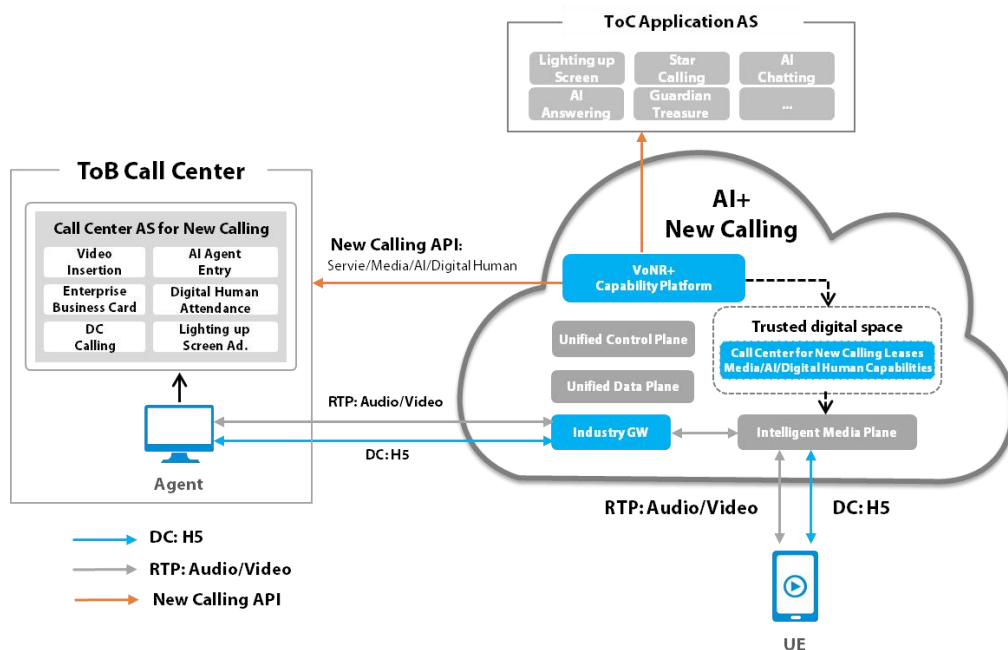 ToC Application AS
Lighting up
Screen
Star
Calling
AI
Chatting
AI
Answering
Guardian
Treasure
...
ToB Call Center
Call Center AS for New Calling
Video
Insertion
AI Agent
Entry
Enterprise
Business Card
Digital Human
Attendance
DC
Calling
Lighting up
Screen Ad.
Agent
New Calling API:
Servie/Media/AI/Digital Human
RTP: Audio/Video
DC: H5
AI+
New Calling
VoNR+
Capability Platform
Unified Control Plane
Unified Data Plane
Industry GW
Trusted digital space
Call Center for New Calling Leases
Media/AI/Digital Human Capabilities
Intelligent Media Plane
RTP: Audio/Video
DC: H5
UE
DC: H5
RTP: Audio/Video
New Calling API